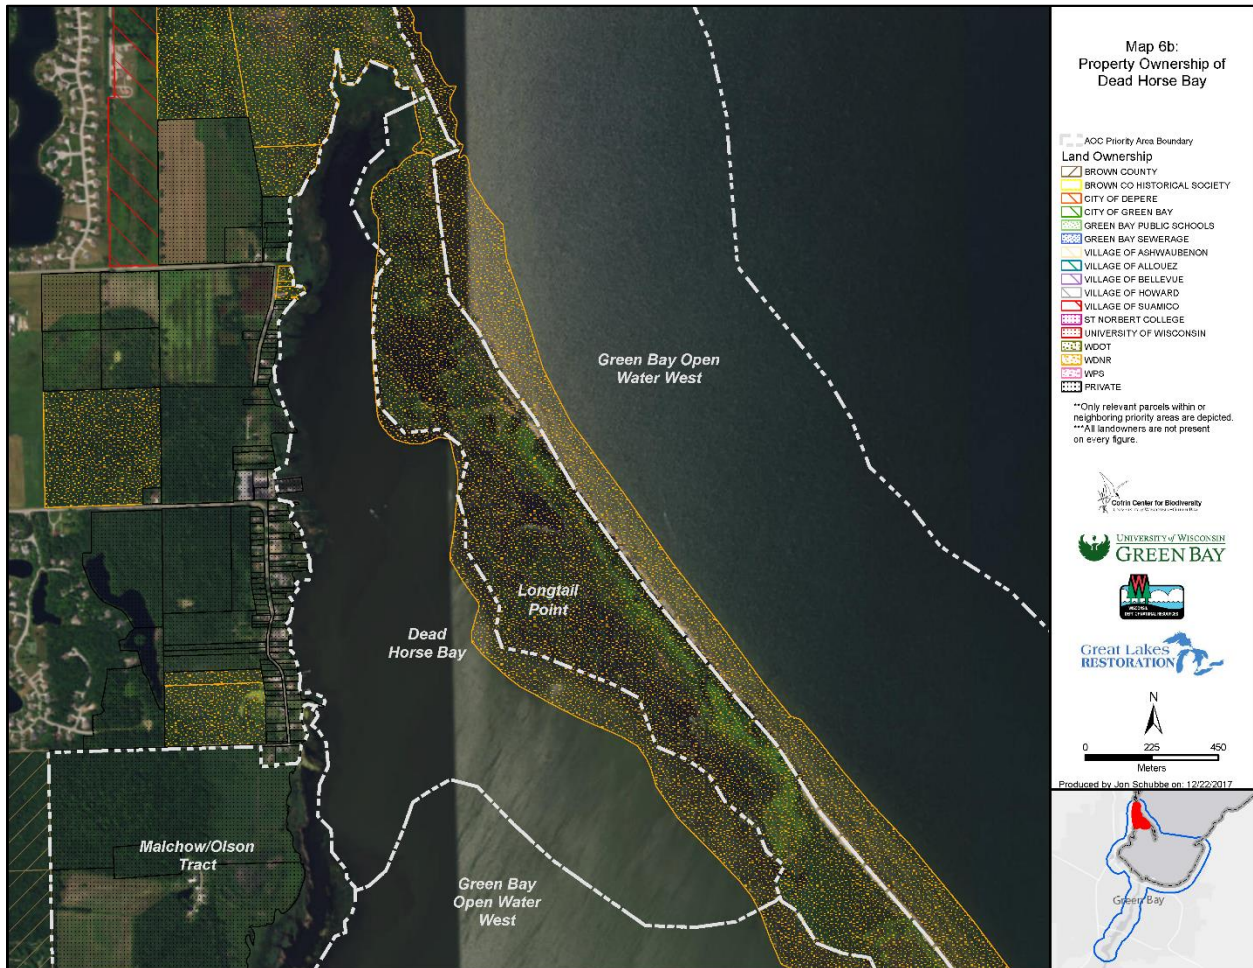 Map 6b:
Property Ownership of
Dead Horse Bay
AOC Priority Area Boundary
Land Ownership
BROWN COUNTY
BROWN CO HISTORICAL SOCIETY
CITY OF DEPERE
CITY OF GREEN BAY
GREEN BAY PUBLIC SCHOOLS
GREEN BAY SEWERAGE
VILLAGE OF ASHWAUBENON
VILLAGE OF ALLOUEZ
VILLAGE OF BELLEVUE
VILLAGE OF HOWARD
VILLAGE OF SUAMICO
ST NORBERT COLLEGE
UNIVERSITY OF WISCONSIN
WDOT
WDNR
WPS
PRIVATE
**Only relevant parcels within or
neighboring priority areas are depicted.
***All landowners are not present
on every figure.
Cofrin Center for Biodiversity
UNIVERSITY of WISCONSIN
GREEN BAY
WISCONSIN
DEPT. OF NATURAL RESOURCES
Great Lakes
RESTORATION
N
0 225 450
Meters
Produced by Jon Schubbe on: 12/22/2017
Green Bay
Green Bay Open
Water West
Longtail
Point
Dead
Horse Bay
Malchow/Olson
Tract
Green Bay
Open Water
West